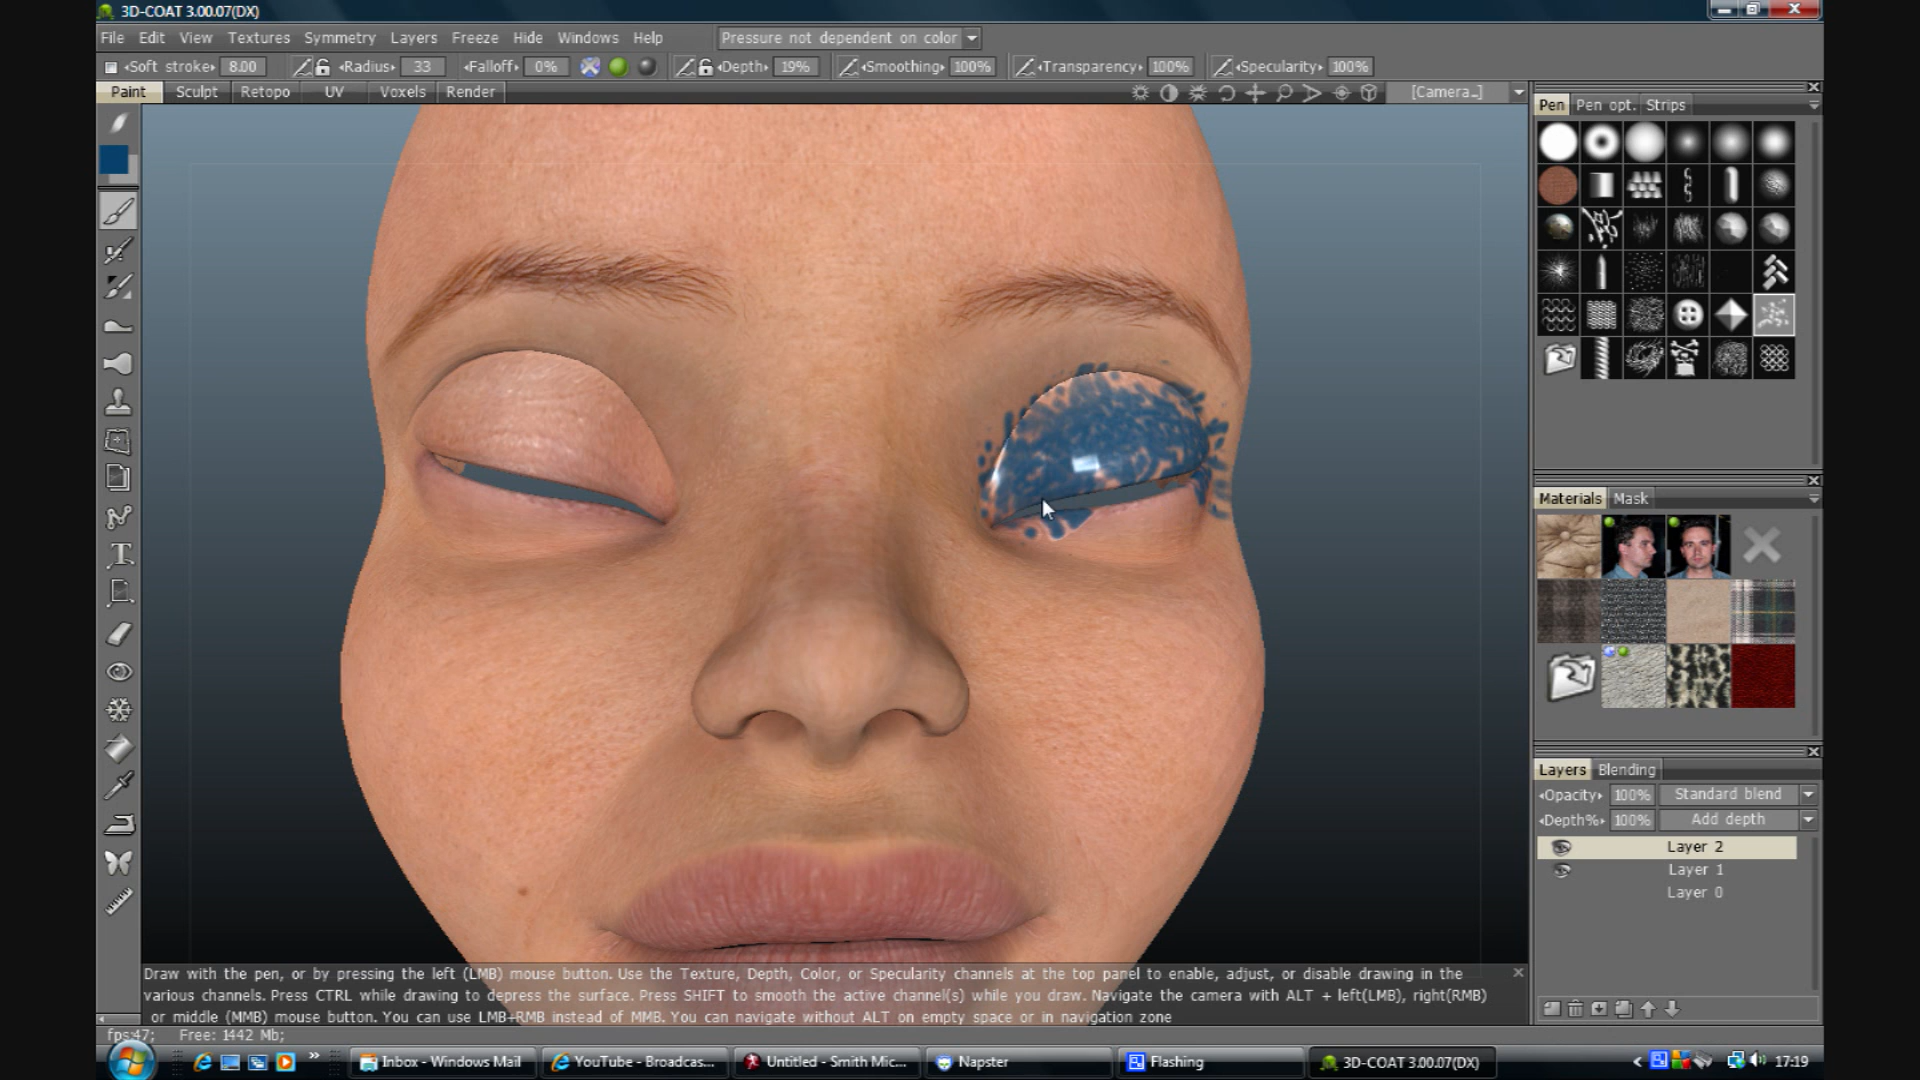 3D-COAT 3.00.07(DX)
File Edit View Textures Symmetry Layers Freeze Hide Windows Help Pressure not dependent on color
Soft stroke 8.00 Radius 33 Falloff 0% Depth 19% Smoothing 100% Transparency 100% Specularity 100%
Paint Sculpt Retopo UV Voxels Render [Camera_]
Pen Pen opt. Strips
Materials Mask
Layers Blending
Opacity 100% Standard blend
Depth% 100% Add depth
Layer 2
Layer 1
Layer 0
Draw with the pen, or by pressing the left (LMB) mouse button. Use the Texture, Depth, Color, or Specularity channels at the top panel to enable, adjust, or disable drawing in the
various channels. Press CTRL while drawing to depress the surface. Press SHIFT to smooth the active channel(s) while you draw. Navigate the camera with ALT + left(LMB), right(RMB)
or middle (MMB) mouse button. You can use LMB+RMB instead of MMB. You can navigate without ALT on empty space or in navigation zone
fps:47; Free: 1442 Mb;
Inbox - Windows Mail YouTube - Broadcas... Untitled - Smith Mic... Napster Flashing 3D-COAT 3.00.07(DX) 17:19